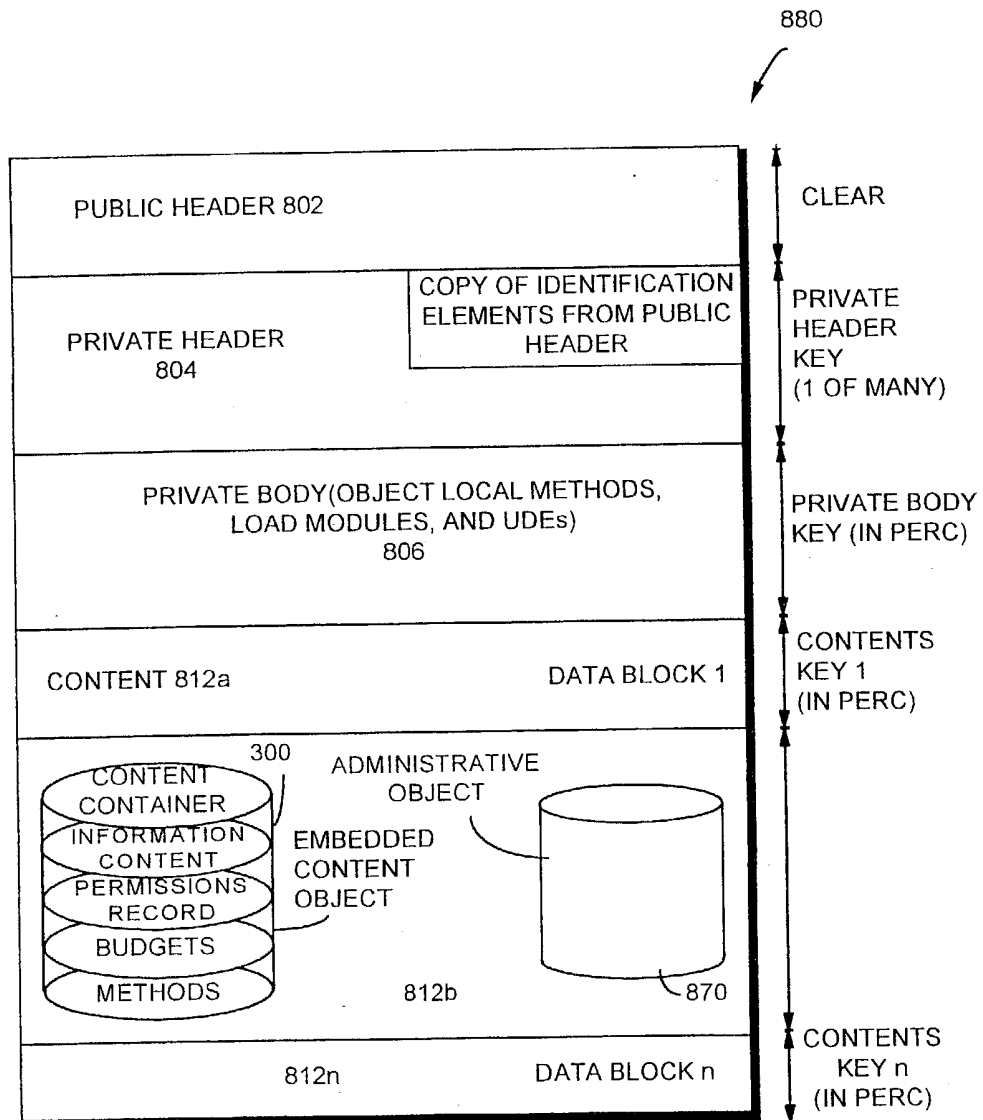 880
PUBLIC HEADER 802
CLEAR
PRIVATE HEADER
804
COPY OF IDENTIFICATION
ELEMENTS FROM PUBLIC
HEADER
PRIVATE
HEADER
KEY
(1 OF MANY)
PRIVATE BODY(OBJECT LOCAL METHODS,
LOAD MODULES, AND UDEs)
806
PRIVATE BODY
KEY (IN PERC)
CONTENT 812a
DATA BLOCK 1
CONTENTS
KEY 1
(IN PERC)
300
CONTENT
CONTAINER
INFORMATION
CONTENT
PERMISSIONS
RECORD
BUDGETS
METHODS
EMBEDDED
CONTENT
OBJECT
ADMINISTRATIVE
OBJECT
812b
870
812n
DATA BLOCK n
CONTENTS
KEY n
(IN PERC)